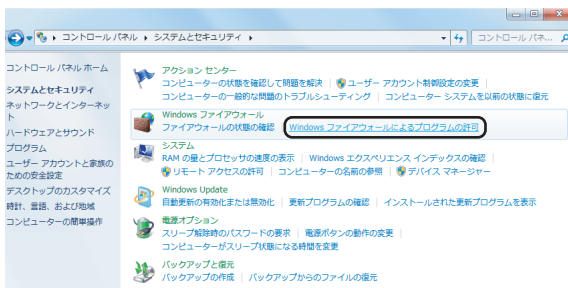 コントロール パネル ▸ システムとセキュリティ ▸
コントロール パネ...
コントロール パネル ホーム
システムとセキュリティ
ネットワークとインターネッ
ト
ハードウェアとサウンド
プログラム
ユーザー アカウントと家族の
ための安全設定
デスクトップのカスタマイズ
時計、言語、および地域
コンピューターの簡単操作
アクション センター
コンピューターの状態を確認して問題を解決 | ユーザー アカウント制御設定の変更 |
コンピューターの一般的な問題のトラブルシューティング | コンピューター システムを以前の状態に復元
Windows ファイアウォール
ファイアウォールの状態の確認 | Windows ファイアウォールによるプログラムの許可
システム
RAM の量とプロセッサの速度の表示 | Windows エクスペリエンス インデックスの確認 |
リモート アクセスの許可 | コンピューターの名前の参照 | デバイス マネージャー
Windows Update
自動更新の有効化または無効化 | 更新プログラムの確認 | インストールされた更新プログラムを表示
電源オプション
スリープ解除時のパスワードの要求 | 電源ボタンの動作の変更 |
コンピューターがスリープ状態になる時間を変更
バックアップと復元
バックアップの作成 | バックアップからのファイルの復元